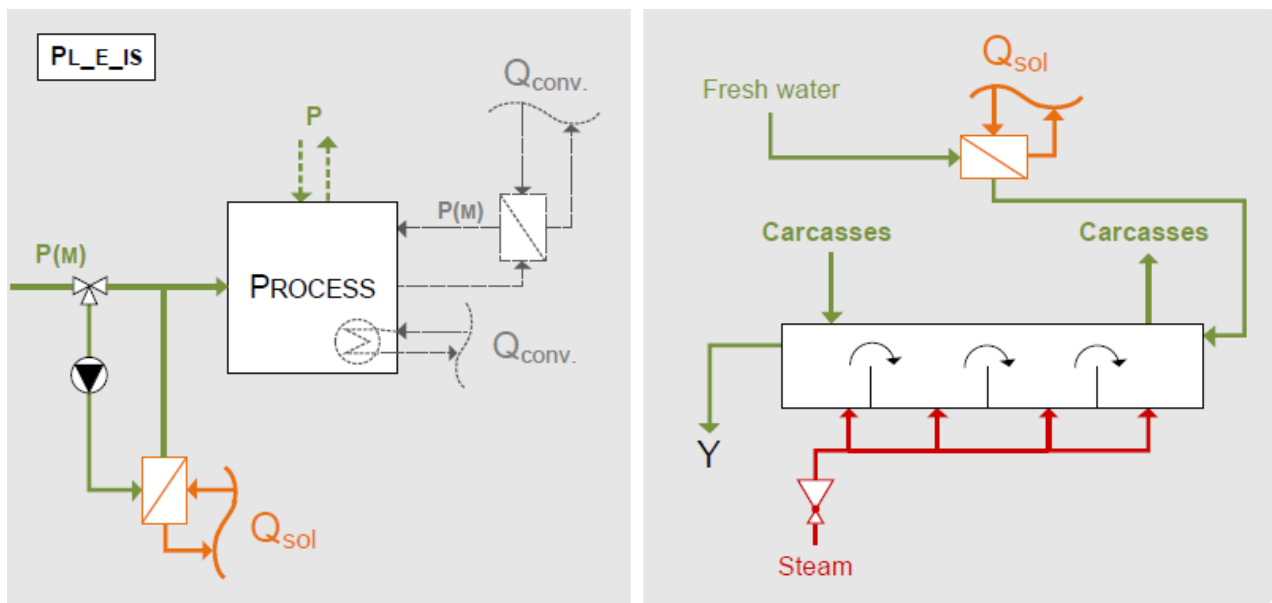 PL_E_IS
Qconv.
P
P(M)
P(M)
PROCESS
Qconv.
Qsol
Qsol
Fresh water
Carcasses
Carcasses
Y
Steam